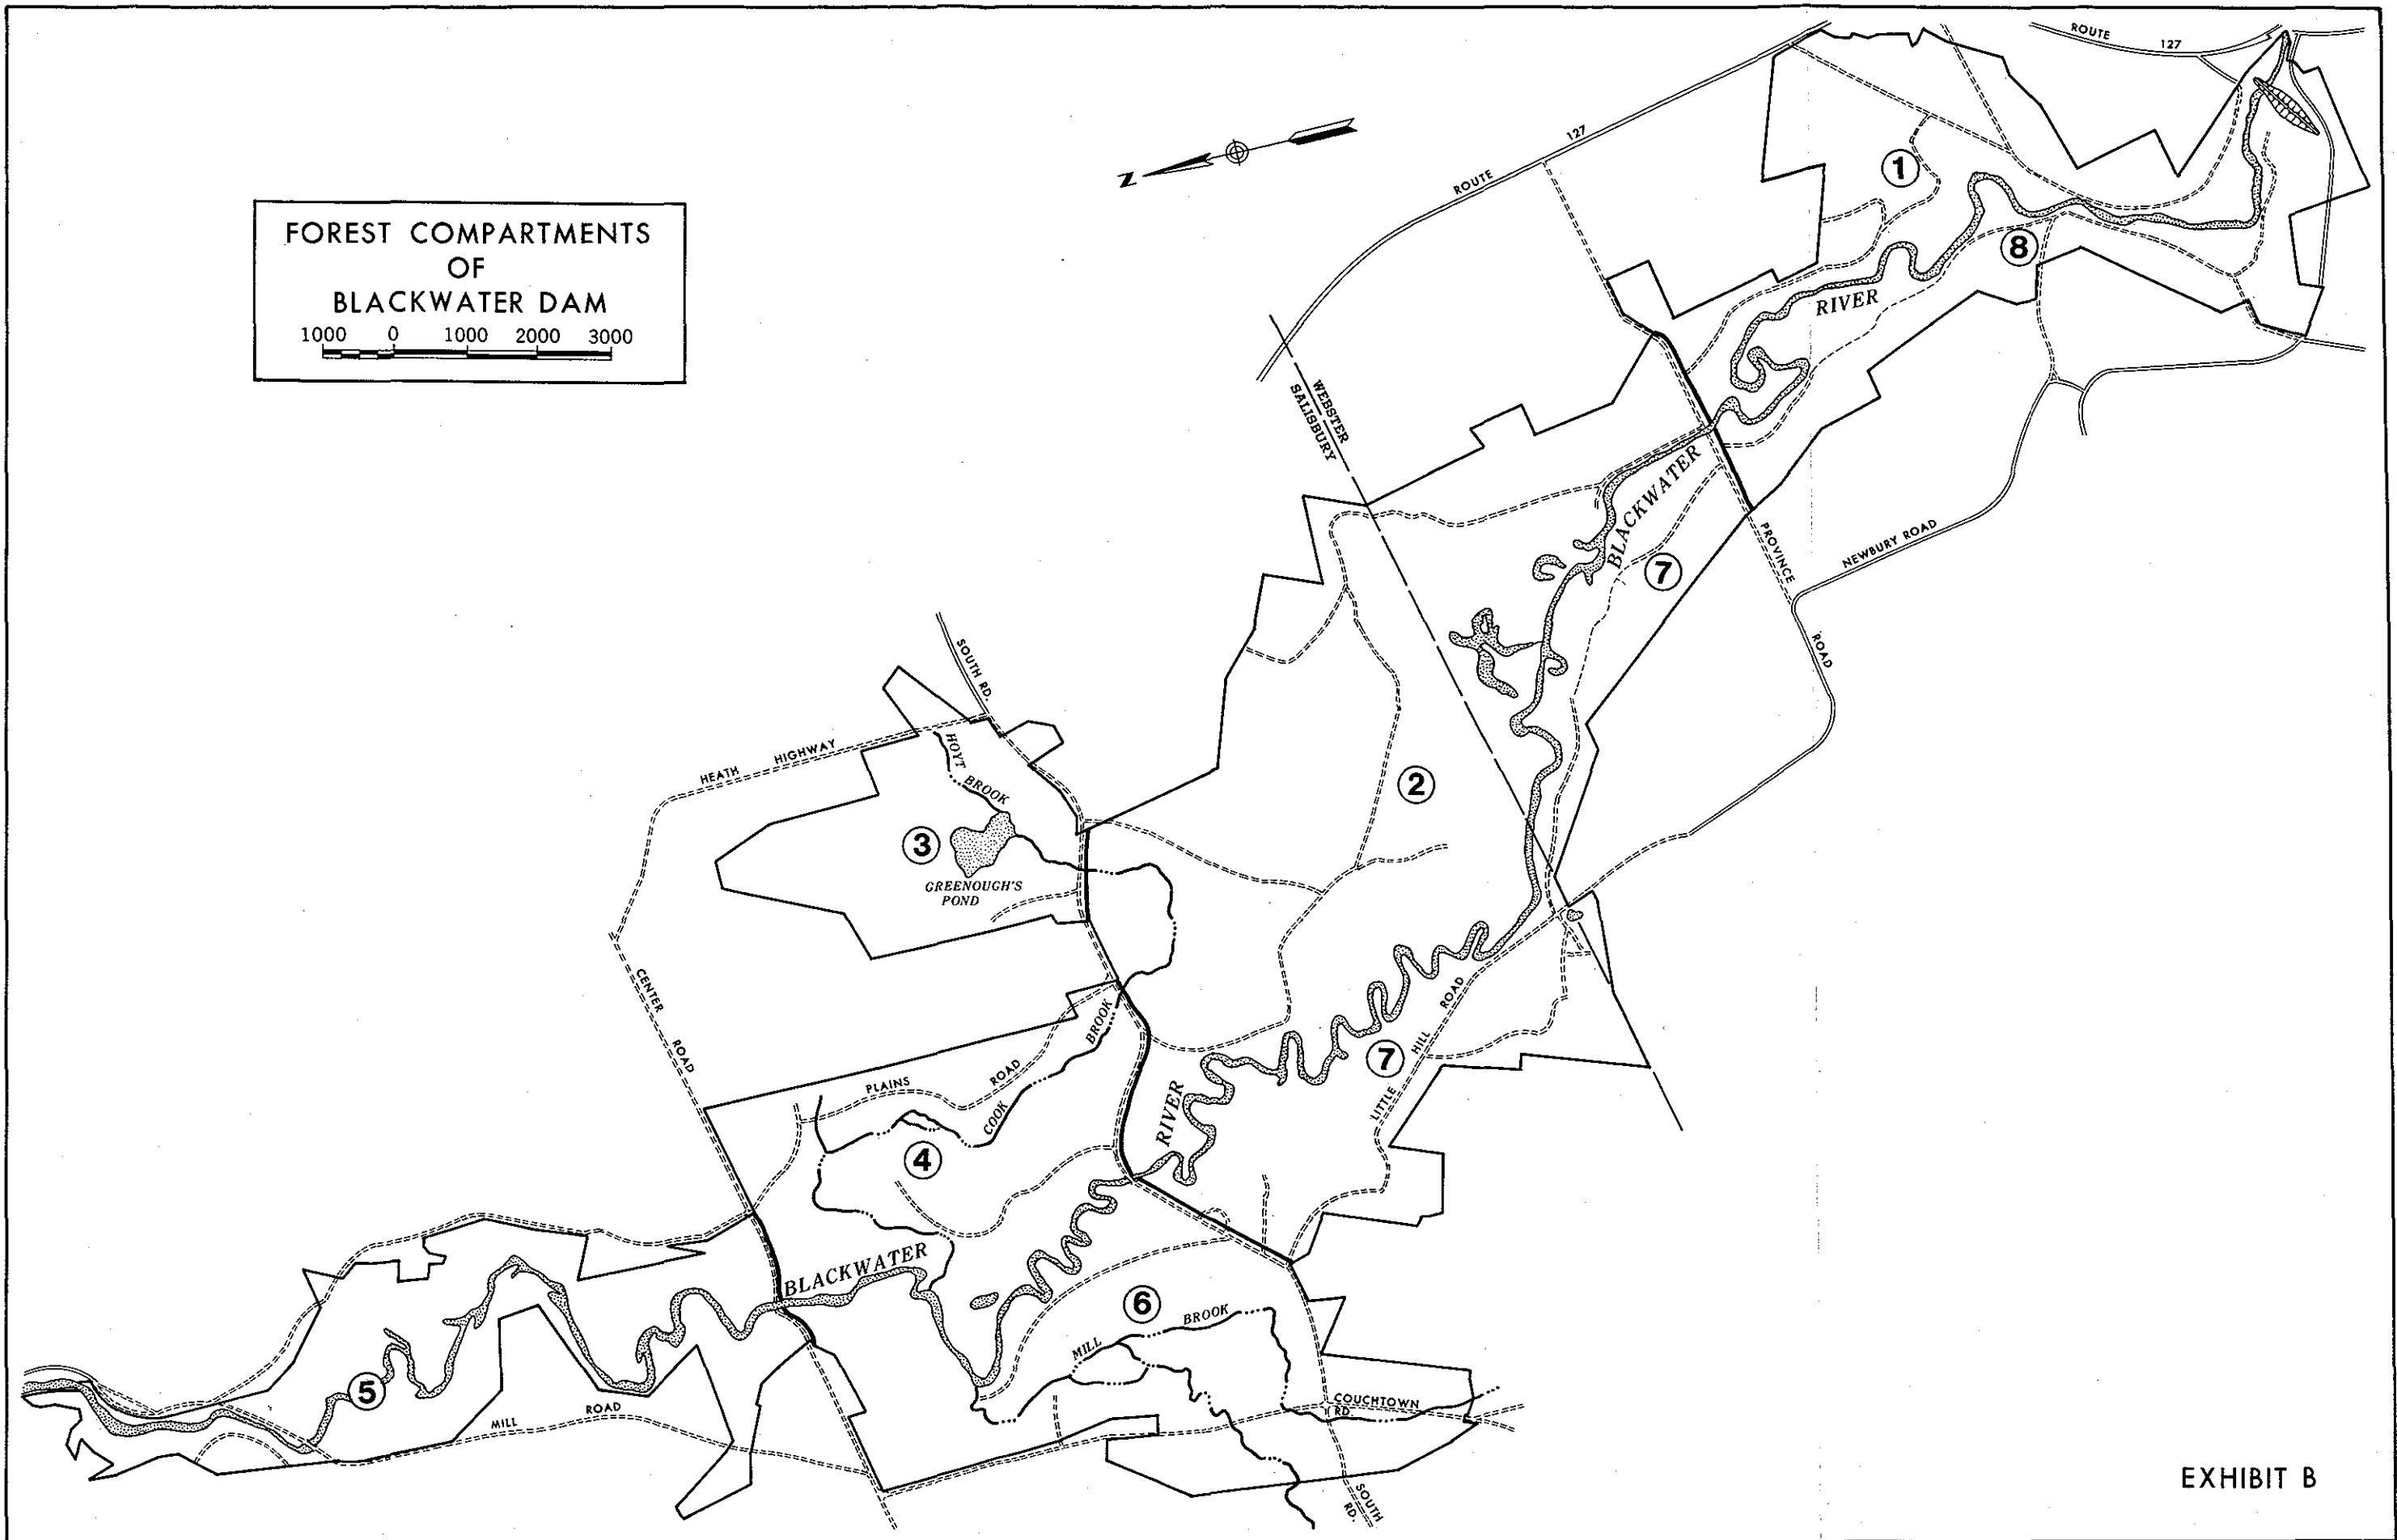 FOREST COMPARTMENTS
OF
BLACKWATER DAM
1000 0 1000 2000 3000
N
ROUTE 127
ROUTE 127
1
8
RIVER
WEBSTER
SALISBURY
BLACKWATER
7
PROVINCE
ROAD
NEWBURY ROAD
SOUTH RD.
HEATH HIGHWAY
HOYT
BROOK
2
3
GREENOUGH'S
POND
CENTER
ROAD
BROOK
PLAINS ROAD
COOK
4
RIVER
7
LITTLE HILL ROAD
BLACKWATER
6
MILL BROOK
5
MILL ROAD
COUCHTOWN
RD.
SOUTH
RD.
EXHIBIT B